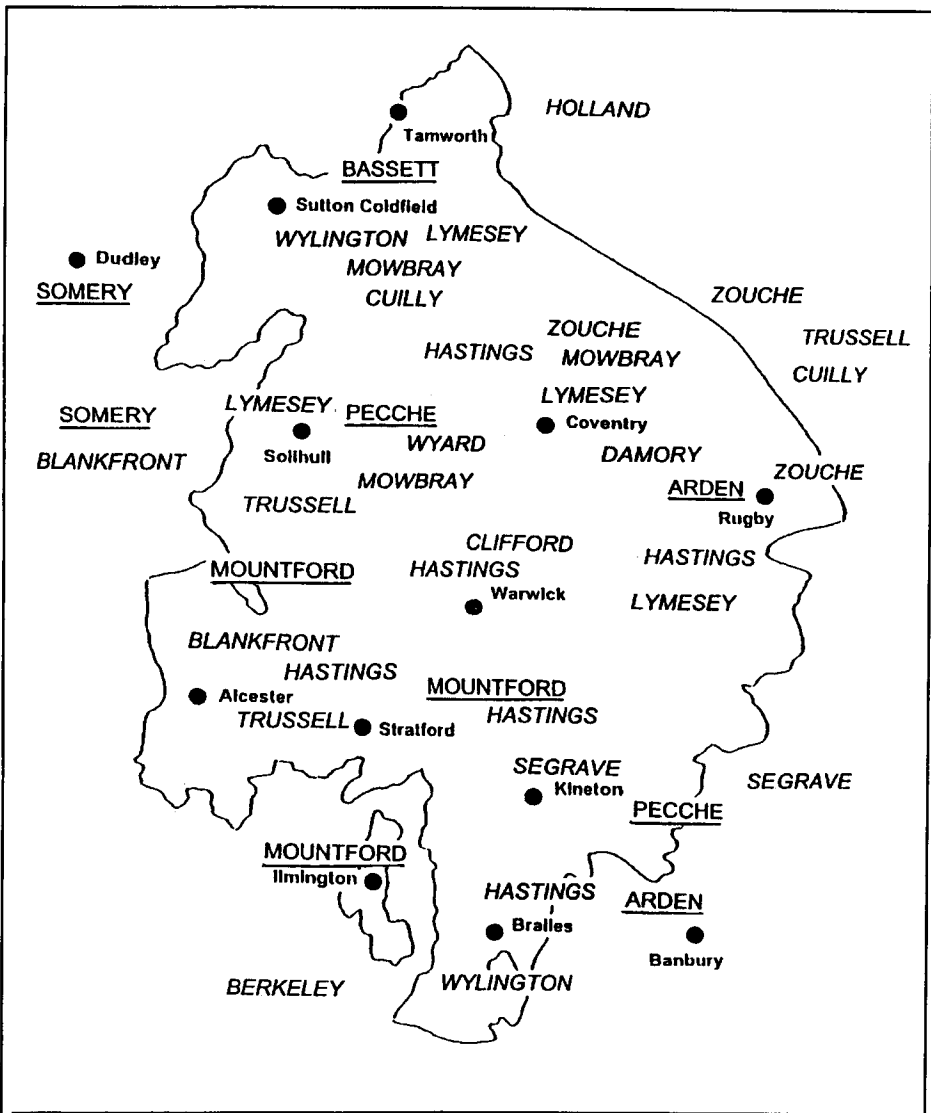 HOLLAND
Tamworth
BASSETT
Sutton Coldfield
WYLINGTON LYMESEY
MOWBRAY
CUILLY
Dudley
SOMERY
ZOUCHE
TRUSSELL
CUILLY
ZOUCHE
HASTINGS MOWBRAY
LYMESEY
Coventry
LYMESEY PECCHE
Solihull
WYARD
MOWBRAY
TRUSSELL
SOMERY
BLANKFRONT
DAMORY
ZOUCHE
ARDEN
Rugby
CLIFFORD
HASTINGS
Warwick
HASTINGS
LYMESEY
MOUNTFORD
BLANKFRONT
HASTINGS
Alcester
TRUSSELL
Stratford
MOUNTFORD
HASTINGS
SEGRAVE
Kineton
SEGRAVE
PECCHE
MOUNTFORD
Ilmington
HASTINGS
ARDEN
Brailes
Banbury
BERKELEY
WYLINGTON